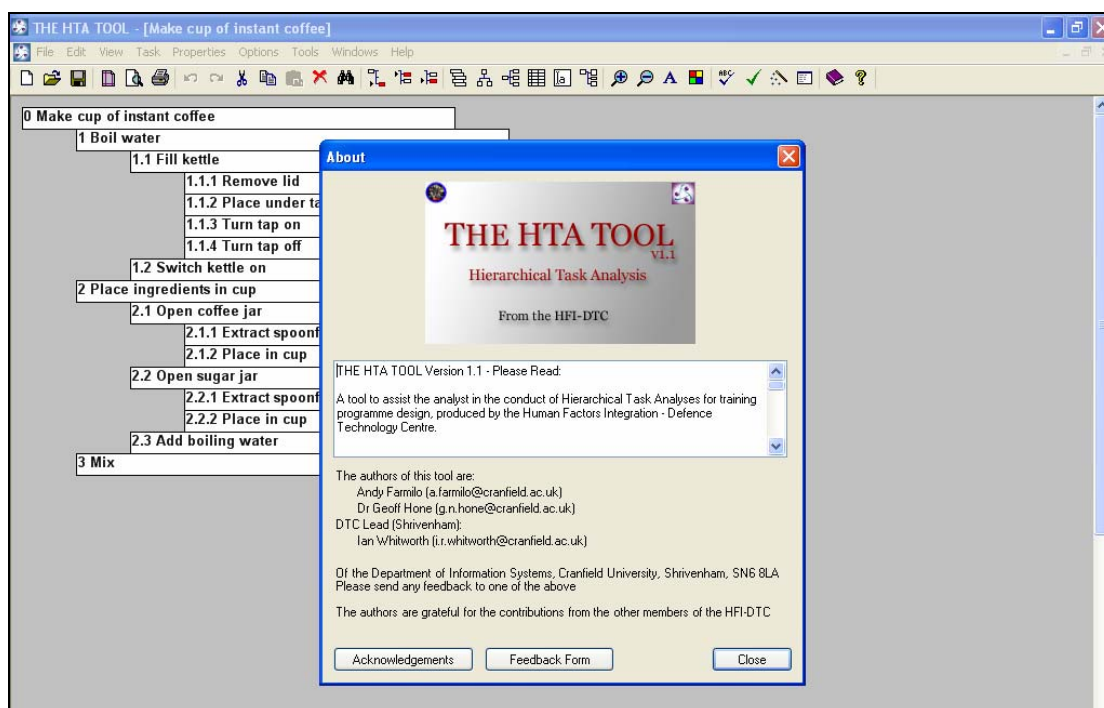 THE HTA TOOL - [Make cup of instant coffee]
File Edit View Task Properties Options Tools Windows Help
0 Make cup of instant coffee
1 Boil water
1.1 Fill kettle
1.1.1 Remove lid
1.1.2 Place under ta
1.1.3 Turn tap on
1.1.4 Turn tap off
1.2 Switch kettle on
2 Place ingredients in cup
2.1 Open coffee jar
2.1.1 Extract spoonf
2.1.2 Place in cup
2.2 Open sugar jar
2.2.1 Extract spoonf
2.2.2 Place in cup
2.3 Add boiling water
3 Mix
About
THE HTA TOOL
v1.1
Hierarchical Task Analysis
From the HFI-DTC
THE HTA TOOL Version 1.1 - Please Read:
A tool to assist the analyst in the conduct of Hierarchical Task Analyses for training
programme design, produced by the Human Factors Integration - Defence
Technology Centre.
The authors of this tool are:
Andy Farmilo (a.farmilo@cranfield.ac.uk)
Dr Geoff Hone (g.n.hone@cranfield.ac.uk)
DTC Lead (Shrivenham):
Ian Whitworth (i.r.whitworth@cranfield.ac.uk)
Of the Department of Information Systems, Cranfield University, Shrivenham, SN6 8LA
Please send any feedback to one of the above
The authors are grateful for the contributions from the other members of the HFI-DTC
Acknowledgements Feedback Form Close